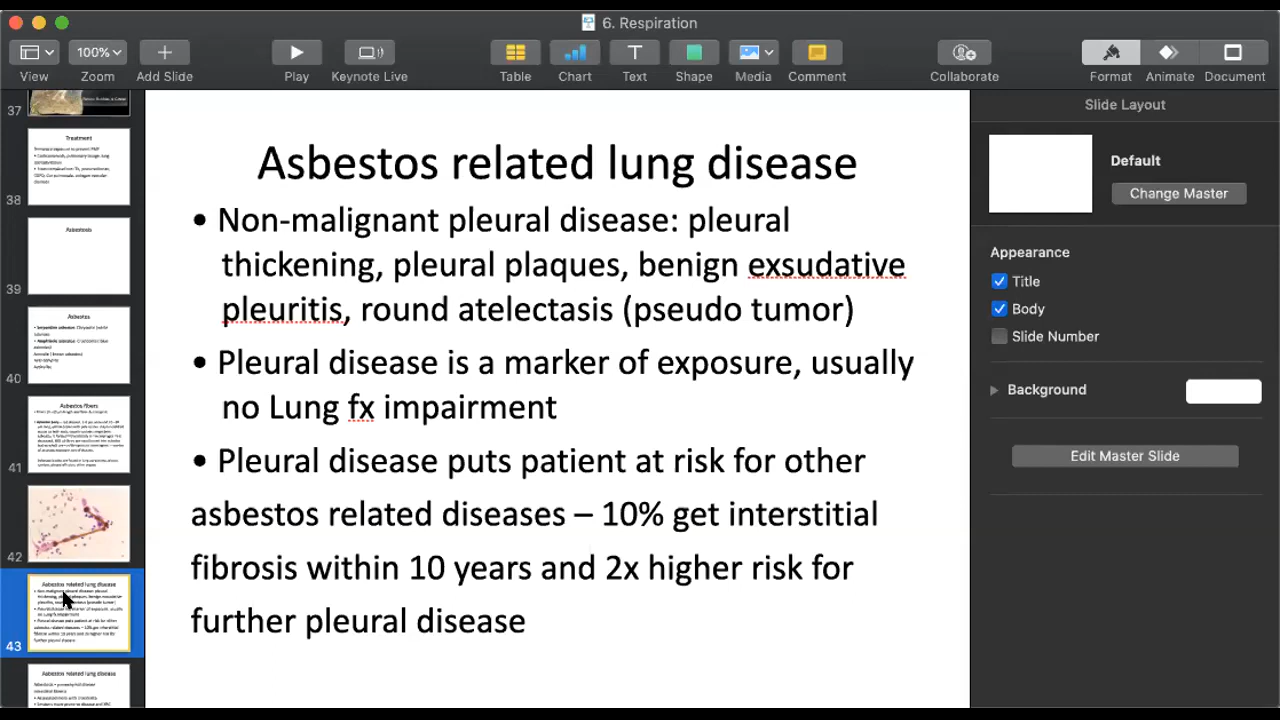 6. Respiration
100%
View
Zoom
Add Slide
Play
Keynote Live
Table
Chart
Text
Shape
Media
Comment
Collaborate
Format
Animate
Document
37
Treatment
38
Asbestosis
39
Asbestos
40
Asbestos fibers
41
42
Asbestos related lung disease
43
Asbestos related lung disease
Asbestos related lung disease
• Non-malignant pleural disease: pleural
thickening, pleural plaques, benign exsudative
pleuritis, round atelectasis (pseudo tumor)
• Pleural disease is a marker of exposure, usually
no Lung fx impairment
• Pleural disease puts patient at risk for other
asbestos related diseases – 10% get interstitial
fibrosis within 10 years and 2x higher risk for
further pleural disease
Slide Layout
Default
Change Master
Appearance
Title
Body
Slide Number
Background
Edit Master Slide